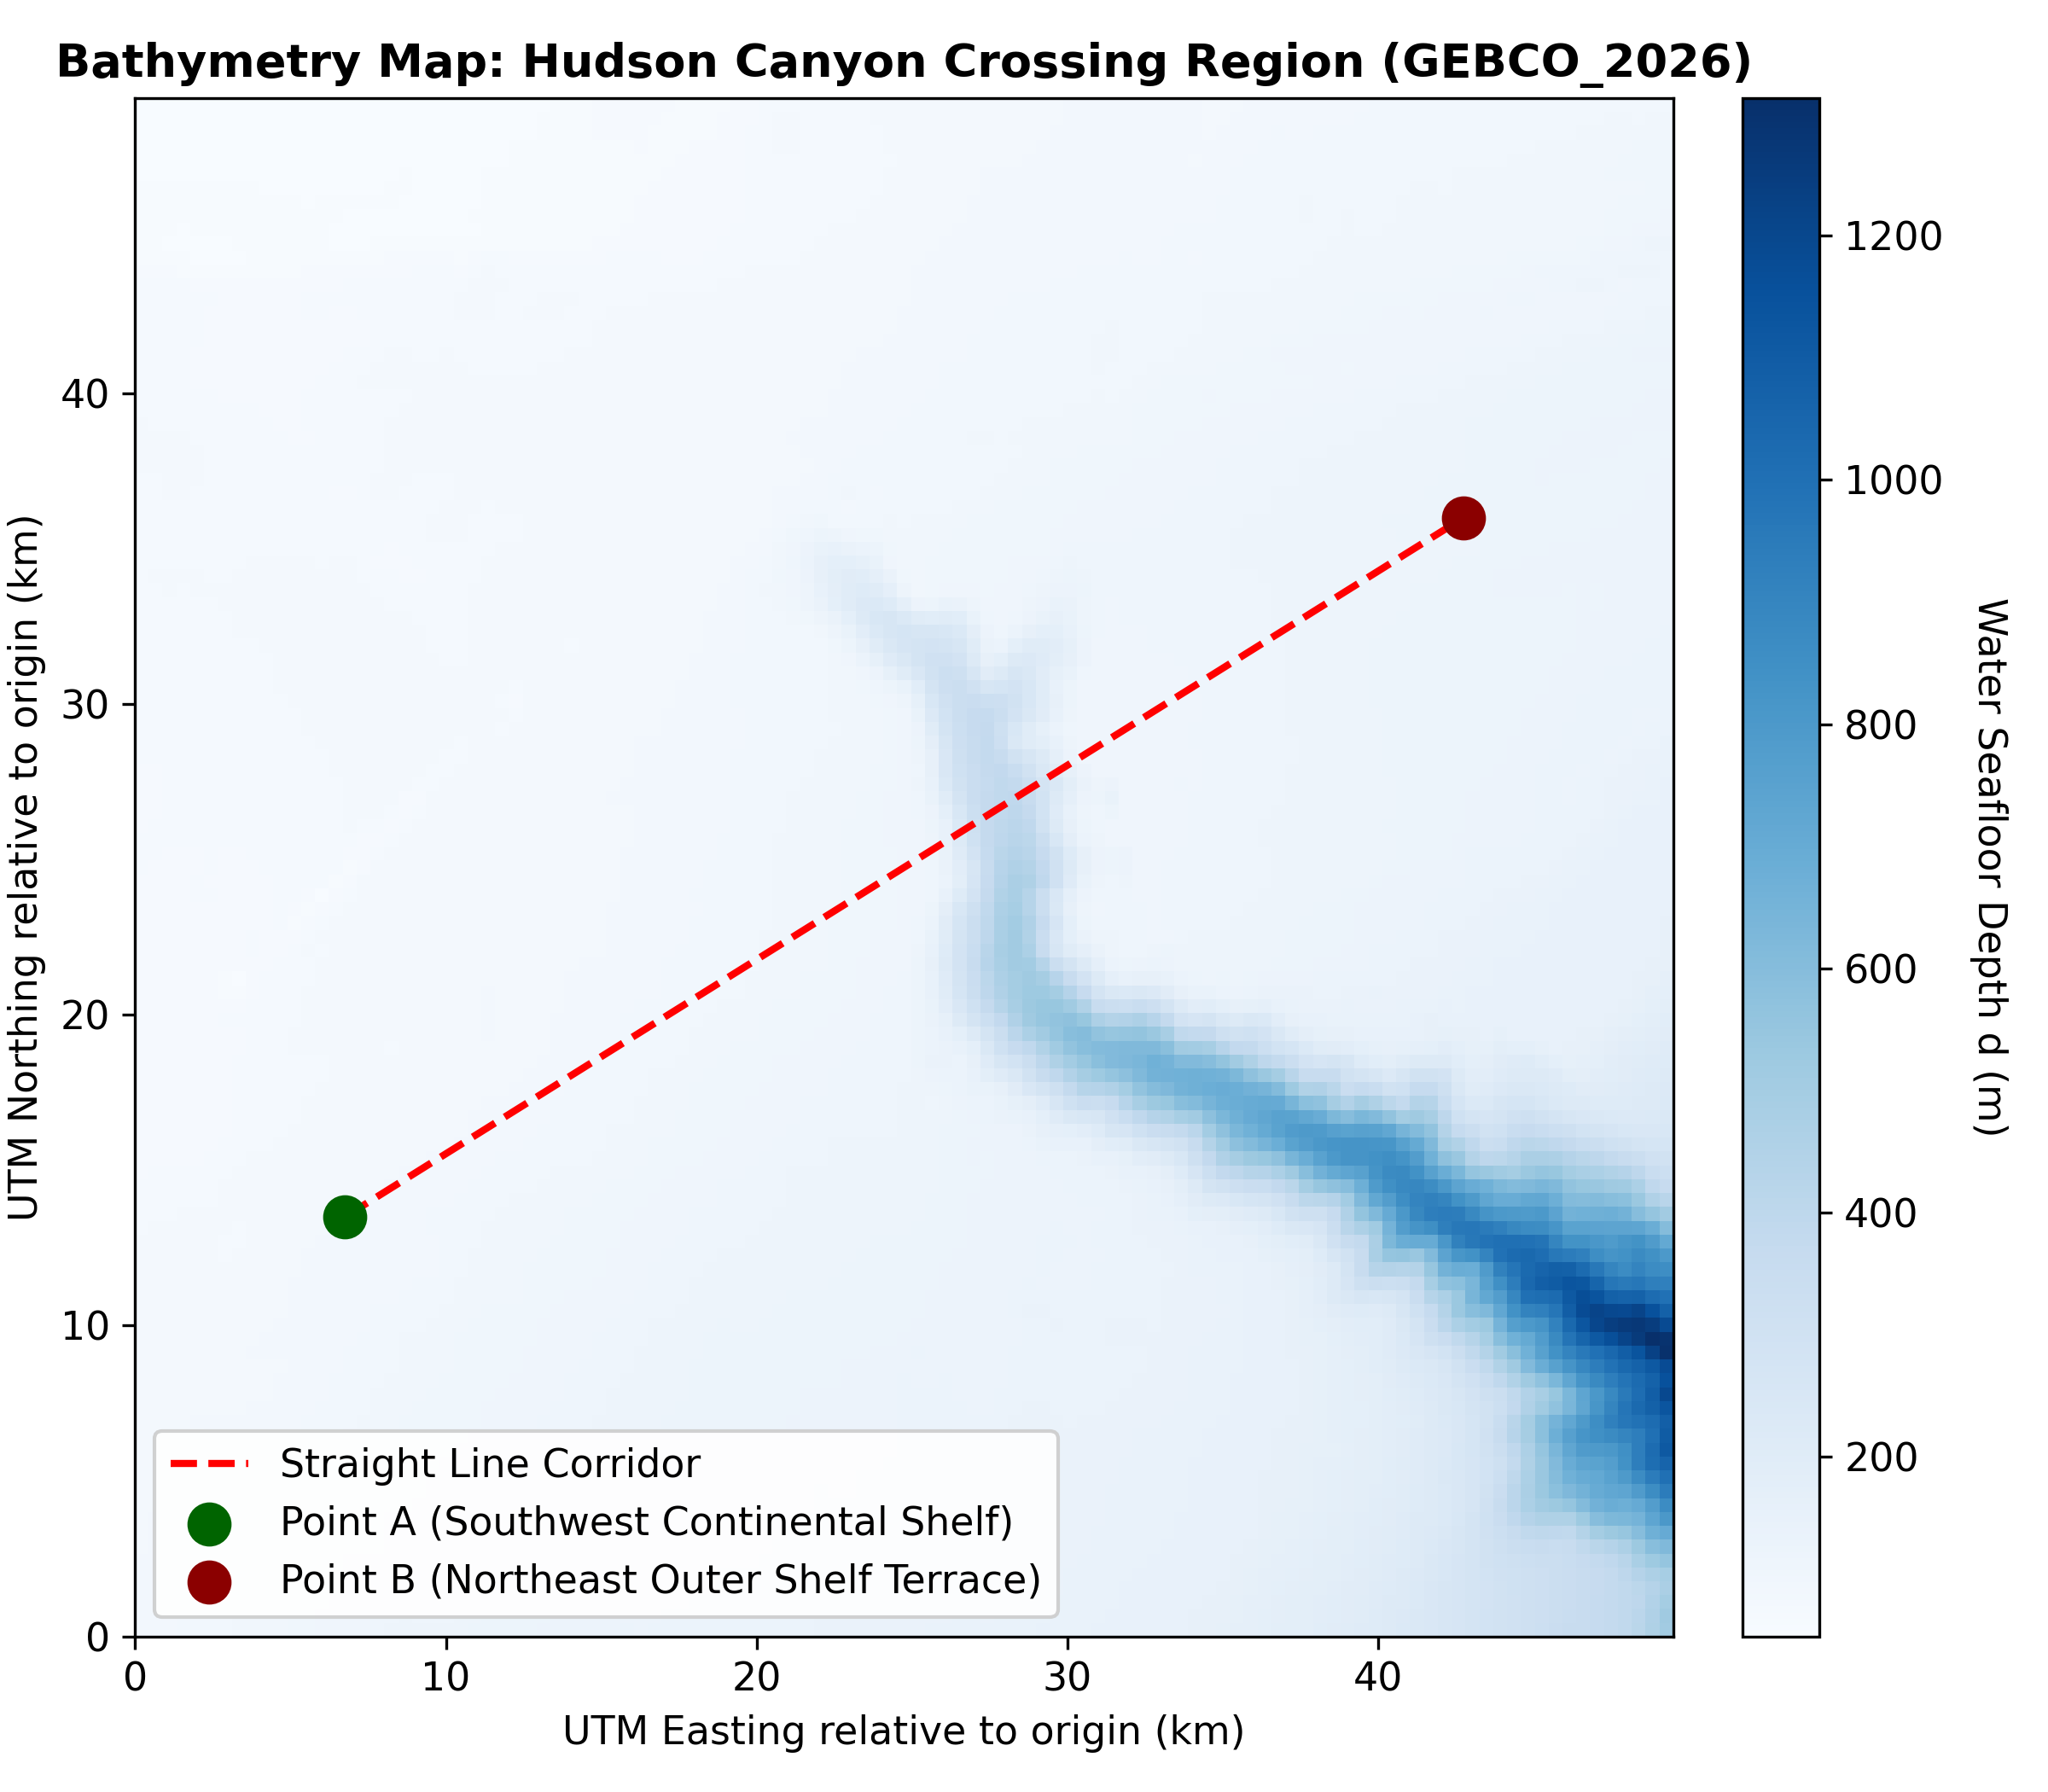 Bathymetry Map: Hudson Canyon Crossing Region (GEBCO_2026)
UTM Northing relative to origin (km)
40
30
20
10
0
0
10
20
30
40
UTM Easting relative to origin (km)
Straight Line Corridor
Point A (Southwest Continental Shelf)
Point B (Northeast Outer Shelf Terrace)
1200
1000
800
600
400
200
Water Seafloor Depth d (m)